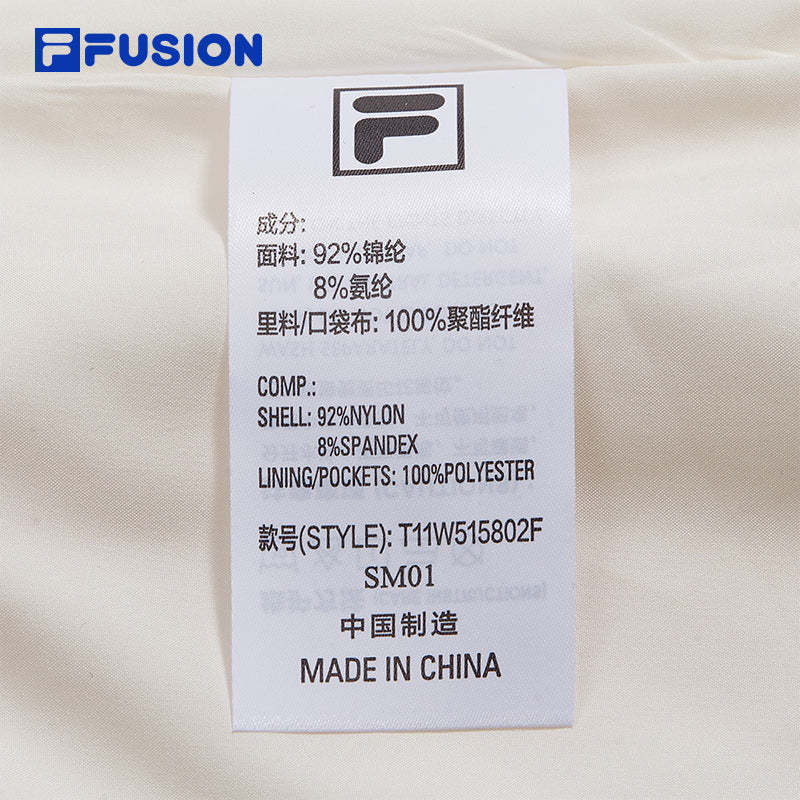 FUSION
F
成分:
面料: 92%锦纶
8%氨纶
里料/口袋布: 100%聚酯纤维
COMP.:
SHELL: 92%NYLON
8%SPANDEX
LINING/POCKETS: 100%POLYESTER
款号(STYLE): T11W515802F
SM01
中国制造
MADE IN CHINA